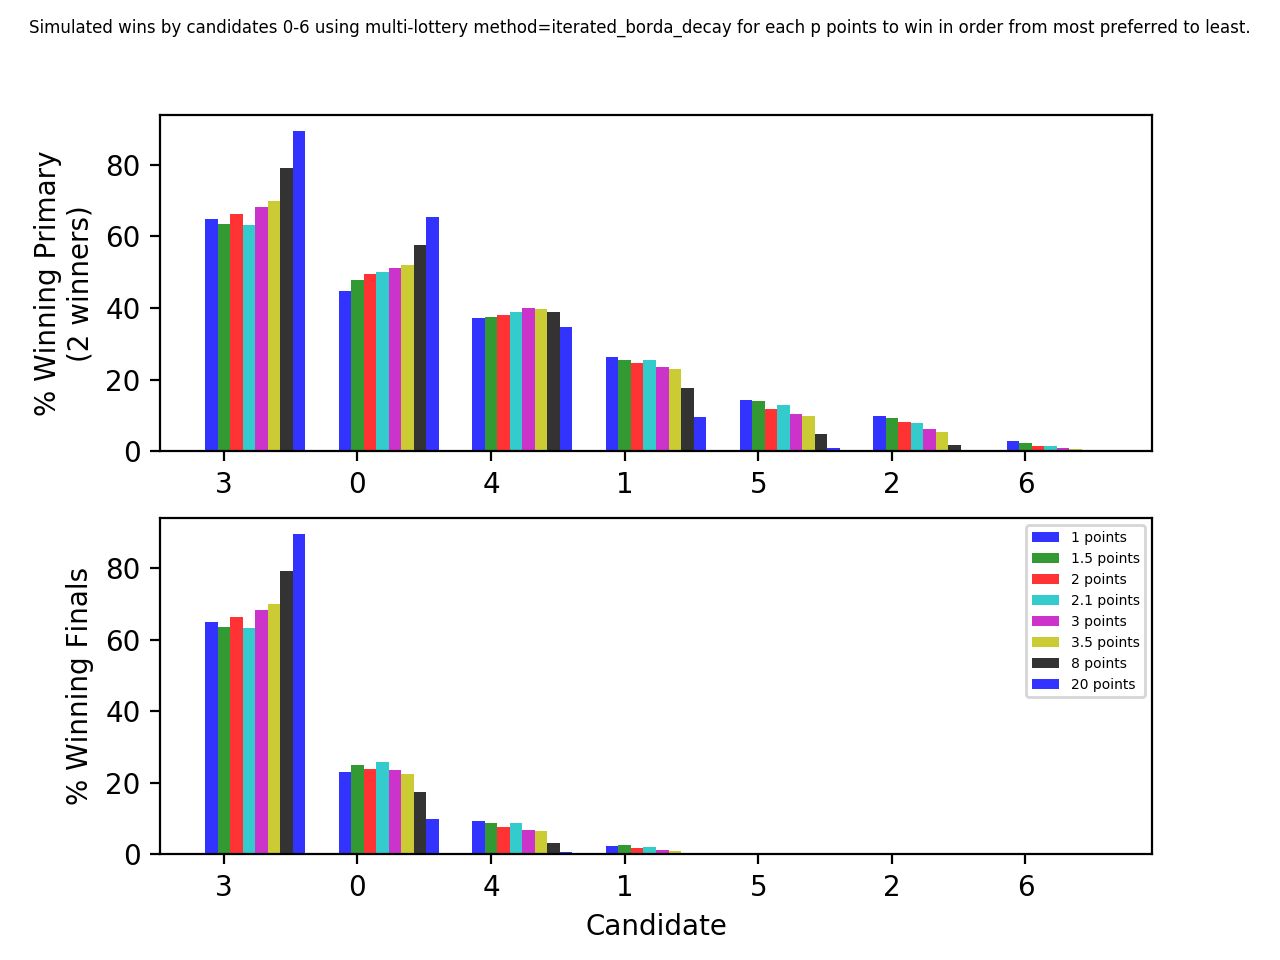 Simulated wins by candidates 0-6 using multi-lottery method=iterated_borda_decay for each p points to win in order from most preferred to least.
% Winning Primary
(2 winners)
80
60
40
20
0
3 0 4 1 5 2 6
% Winning Finals
80
60
40
20
0
1 points
1.5 points
2 points
2.1 points
3 points
3.5 points
8 points
20 points
3 0 4 1 5 2 6
Candidate